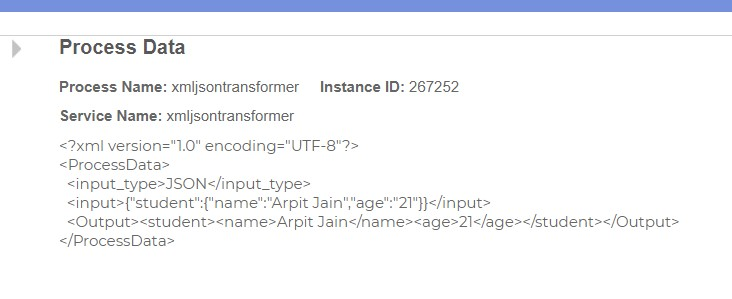 Process Data
Process Name: xmljsontransformer Instance ID: 267252
Service Name: xmljsontransformer
<?xml version="1.0" encoding="UTF-8"?>
<ProcessData>
<input_type>JSON</input_type>
<input>{"student":{"name":"Arpit Jain","age":"21"}}</input>
<Output><student><name>Arpit Jain</name><age>21</age></student></Output>
</ProcessData>